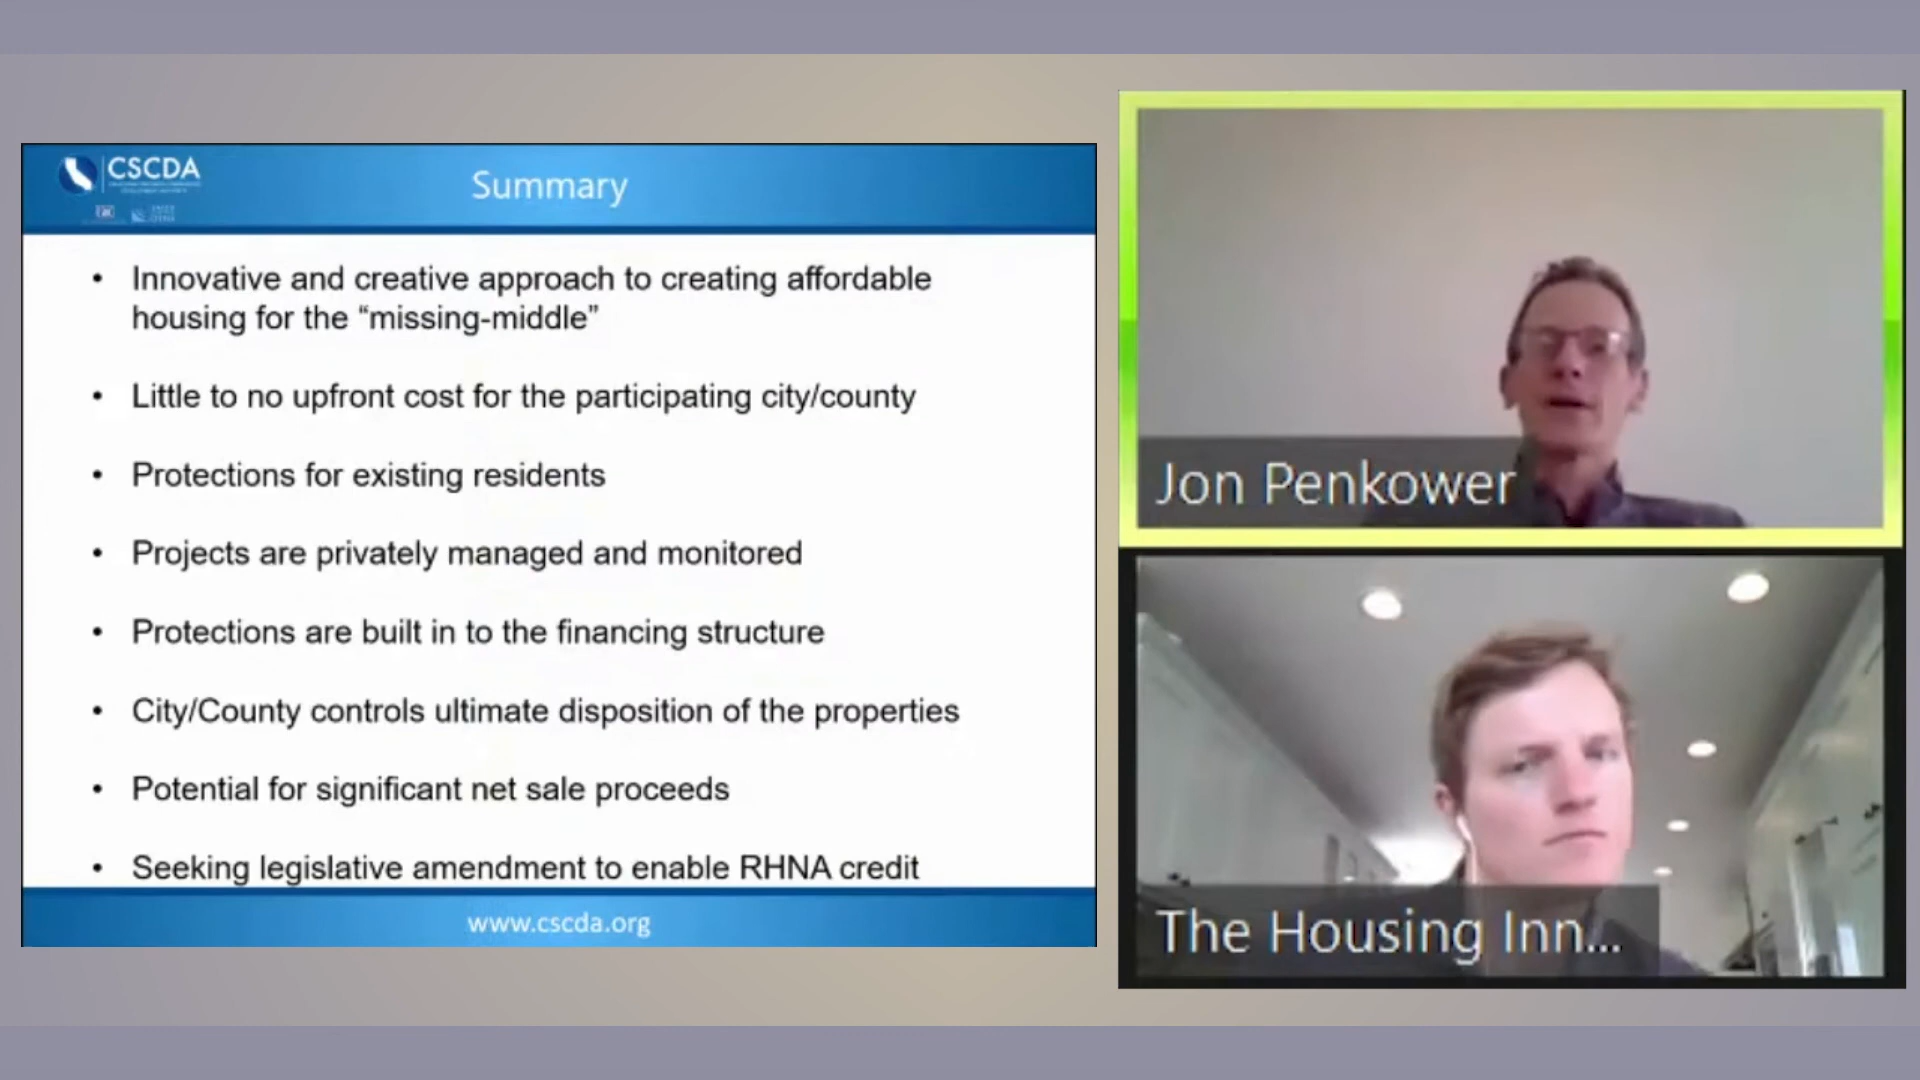 CSCDA
Summary
• Innovative and creative approach to creating affordable
housing for the “missing-middle”
• Little to no upfront cost for the participating city/county
• Protections for existing residents
• Projects are privately managed and monitored
• Protections are built in to the financing structure
• City/County controls ultimate disposition of the properties
• Potential for significant net sale proceeds
• Seeking legislative amendment to enable RHNA credit
www.cscda.org
Jon Penkower
The Housing Inn...